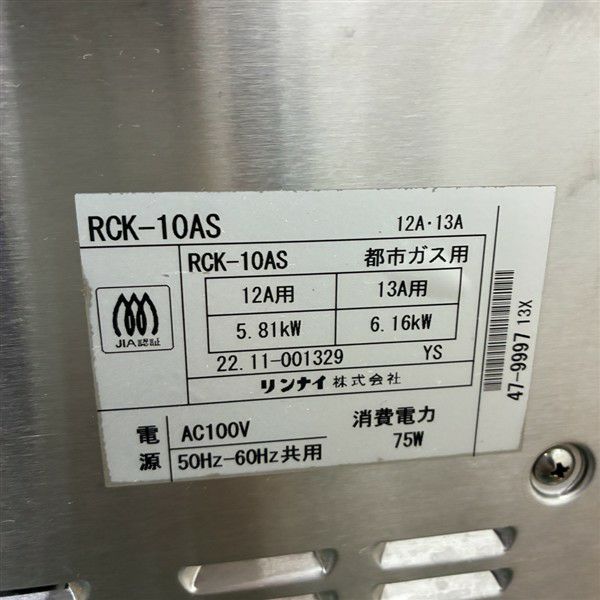 RCK-10AS 12A·13A
RCK-10AS 都市ガス用
12A用 13A用
5.81kW 6.16kW
22.11-001329 YS
リンナイ株式会社
JIA認証
電源 AC100V 消費電力
50Hz-60Hz共用 75W
47-9997 13X